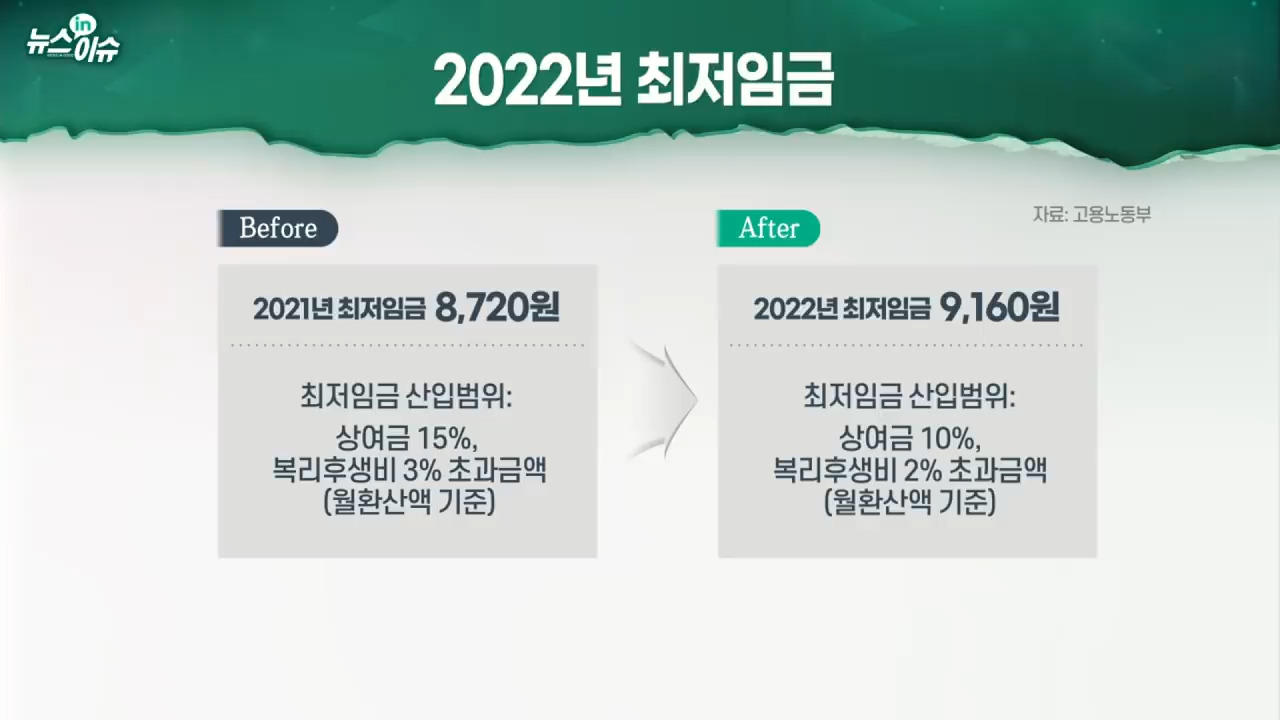 뉴스in이슈
2022년 최저임금
자료: 고용노동부
Before
2021년 최저임금 8,720원
최저임금 산입범위:
상여금 15%,
복리후생비 3% 초과금액
(월환산액 기준)
After
2022년 최저임금 9,160원
최저임금 산입범위:
상여금 10%,
복리후생비 2% 초과금액
(월환산액 기준)